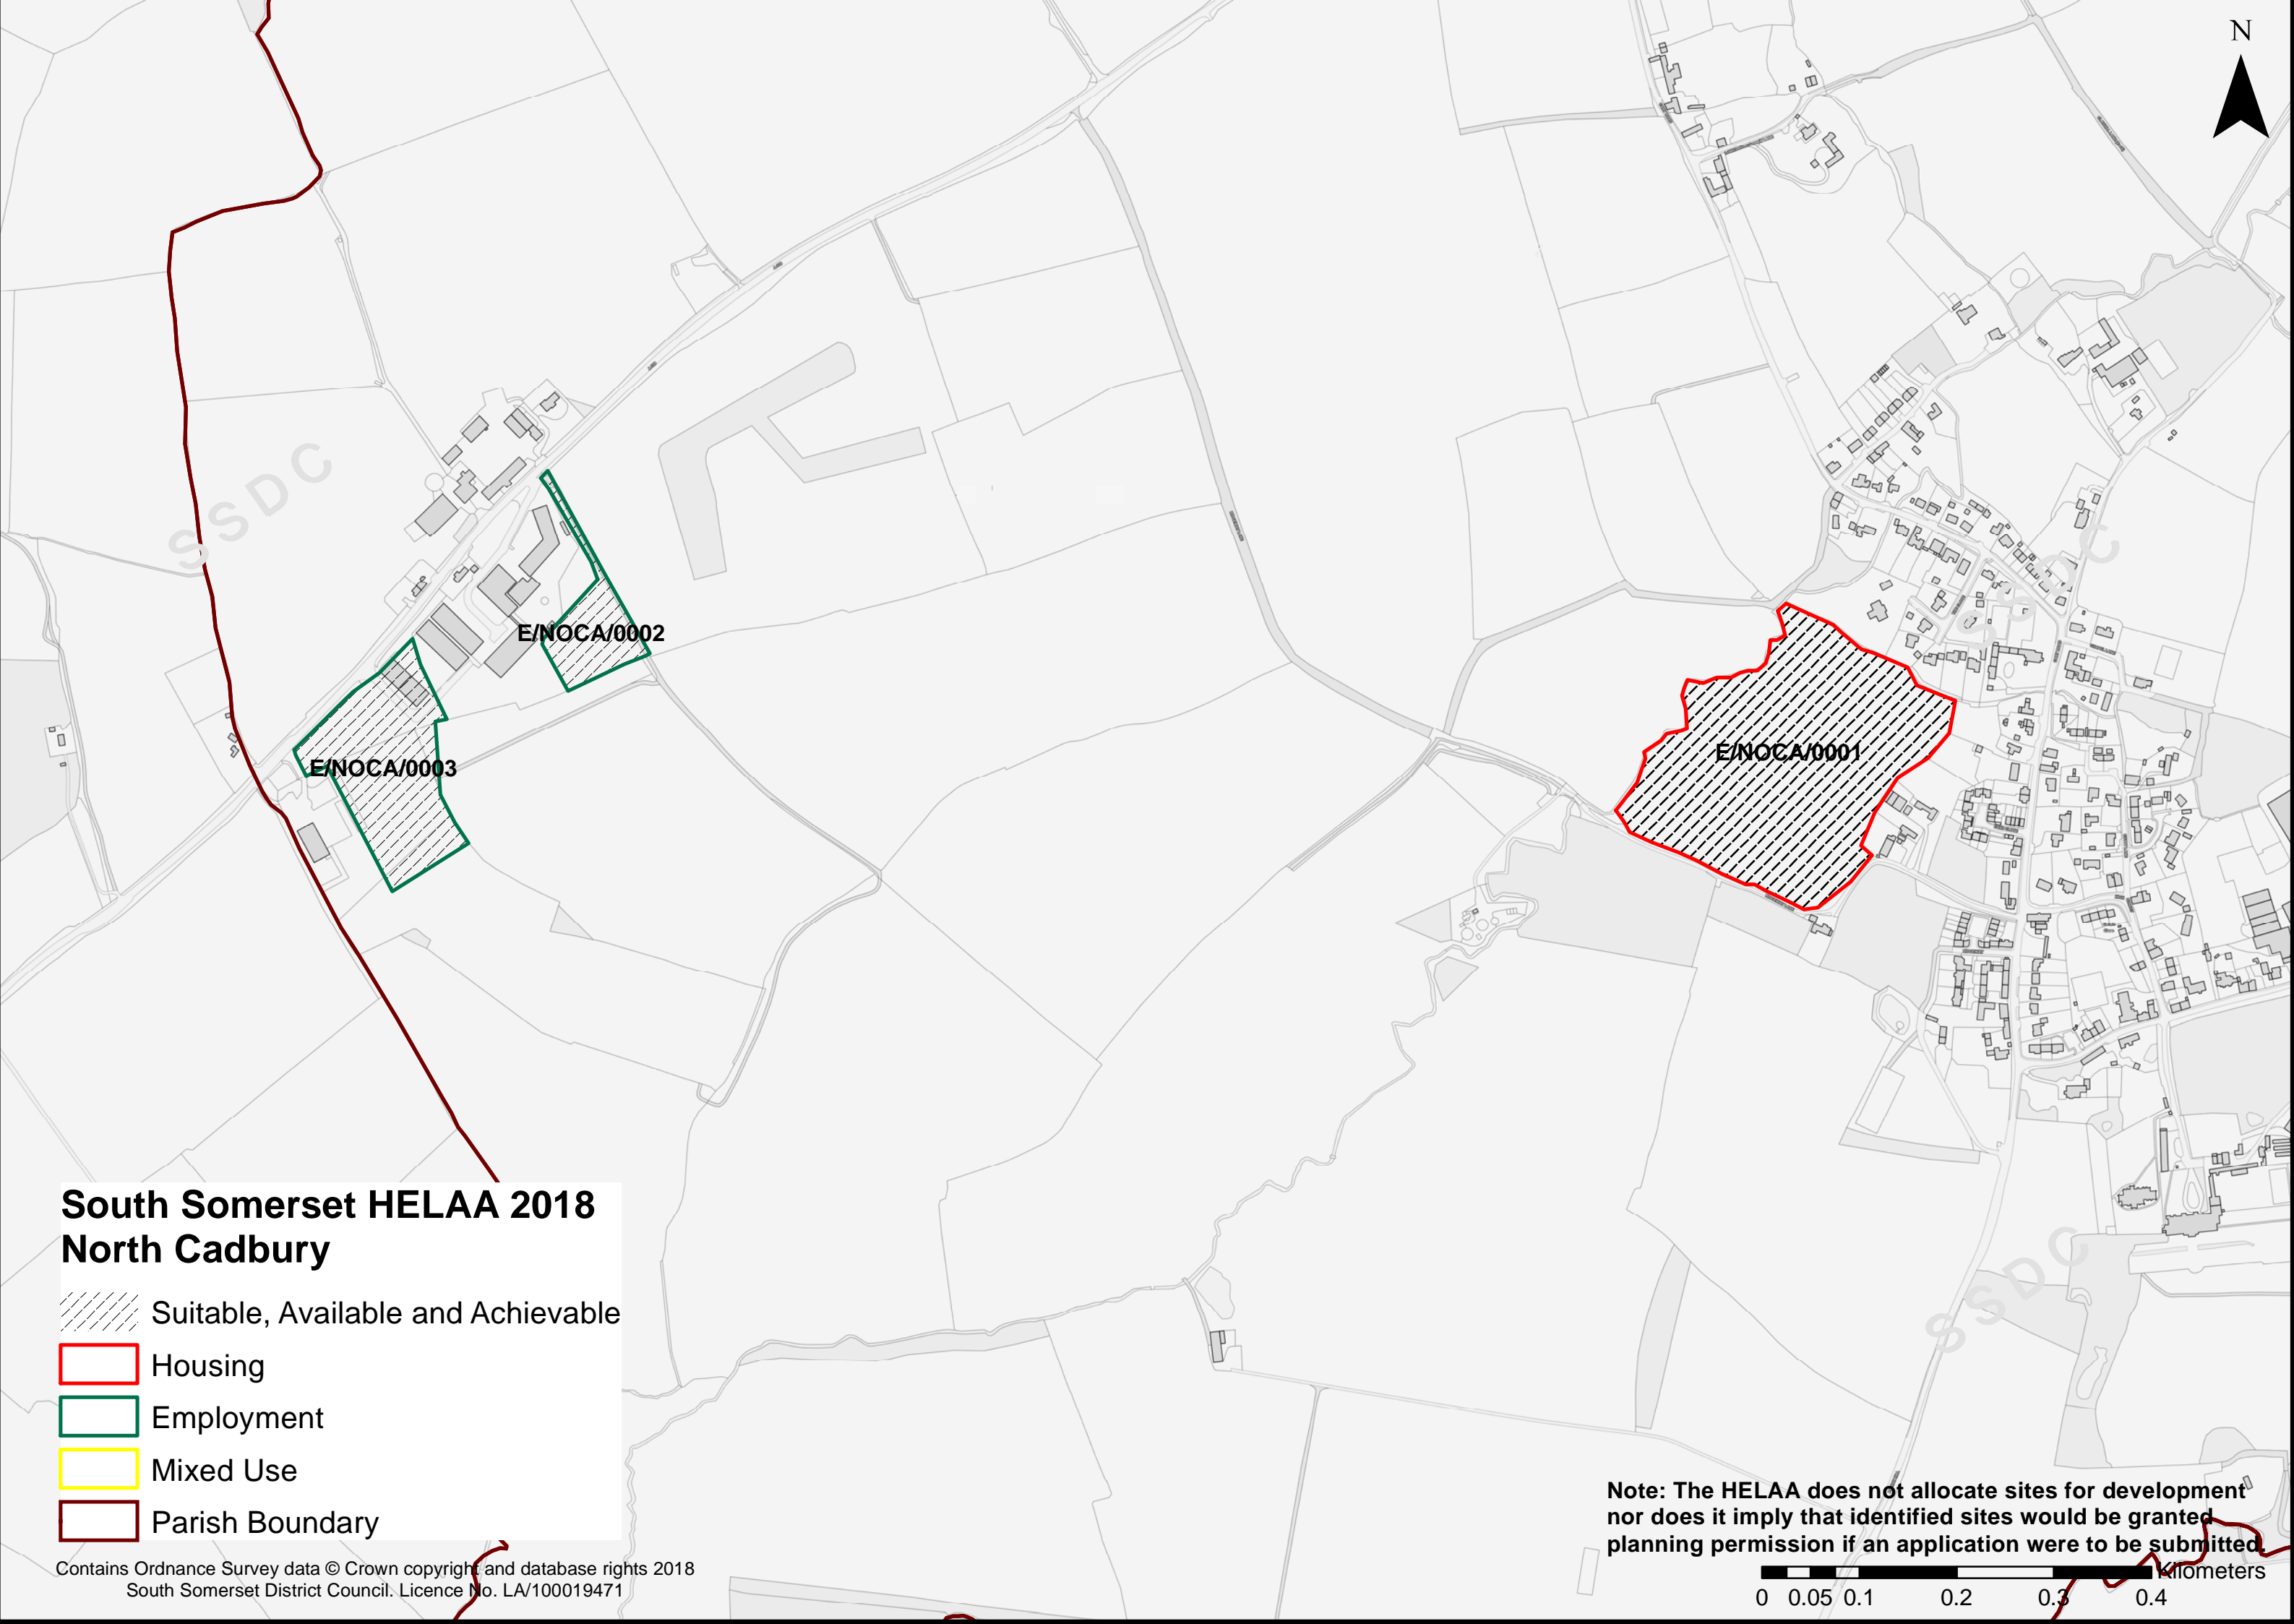 N
SSDC
SSDC
E/NOCA/0002
E/NOCA/0001
E/NOCA/0003
SSDC
South Somerset HELAA 2018
North Cadbury
Suitable, Available and Achievable
Housing
Employment
Mixed Use
Parish Boundary
Contains Ordnance Survey data © Crown copyright and database rights 2018
South Somerset District Council. Licence No. LA/100019471
Note: The HELAA does not allocate sites for development
nor does it imply that identified sites would be granted
planning permission if an application were to be submitted.
Kilometers
0 0.05 0.1 0.2 0.3 0.4